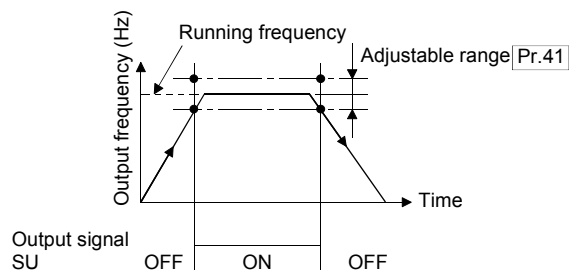 Running frequency
Adjustable range Pr.41
Output frequency (Hz)
Time
Output signal
SU OFF ON OFF